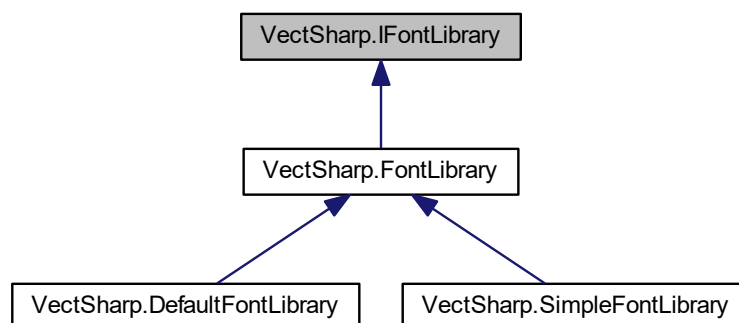 VectSharp.IFontLibrary
VectSharp.FontLibrary
VectSharp.DefaultFontLibrary
VectSharp.SimpleFontLibrary